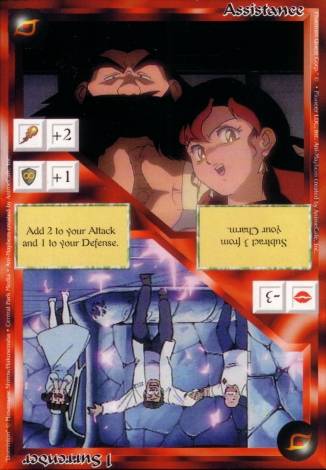 Assistance
+2
+1
Add 2 to your Attack
and 1 to your Defense.
Subtract 3 from
your Charm.
-3
1 Surrender